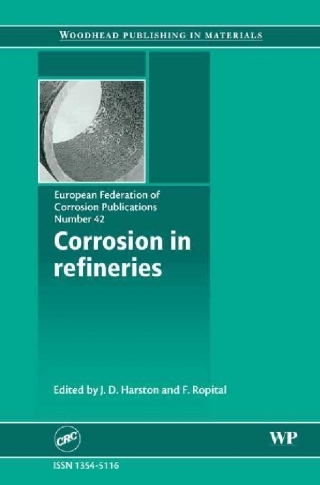 WOODHEAD PUBLISHING IN MATERIALS
European Federation of
Corrosion Publications
Number 42
Corrosion in
refineries
Edited by J. D. Harston and F. Ropital
CRC
WP
ISSN 1354-5116